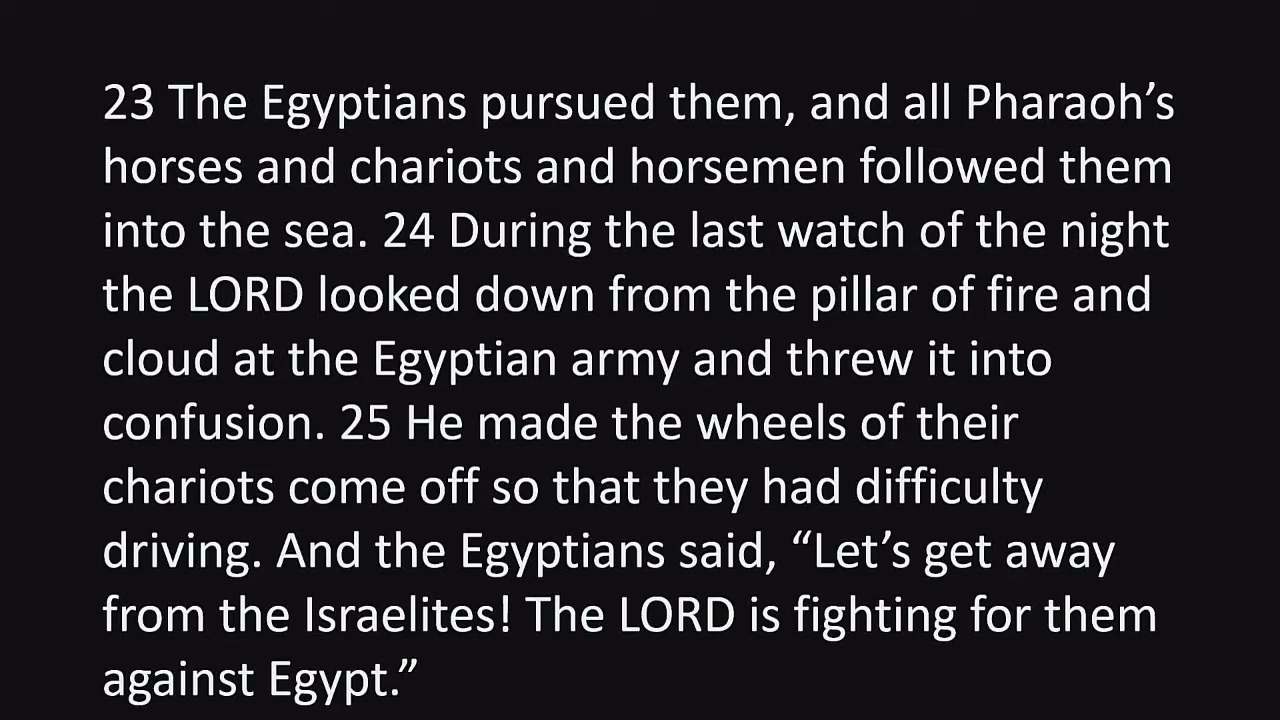 23 The Egyptians pursued them, and all Pharaoh’s
horses and chariots and horsemen followed them
into the sea. 24 During the last watch of the night
the LORD looked down from the pillar of fire and
cloud at the Egyptian army and threw it into
confusion. 25 He made the wheels of their
chariots come off so that they had difficulty
driving. And the Egyptians said, “Let’s get away
from the Israelites! The LORD is fighting for them
against Egypt.”